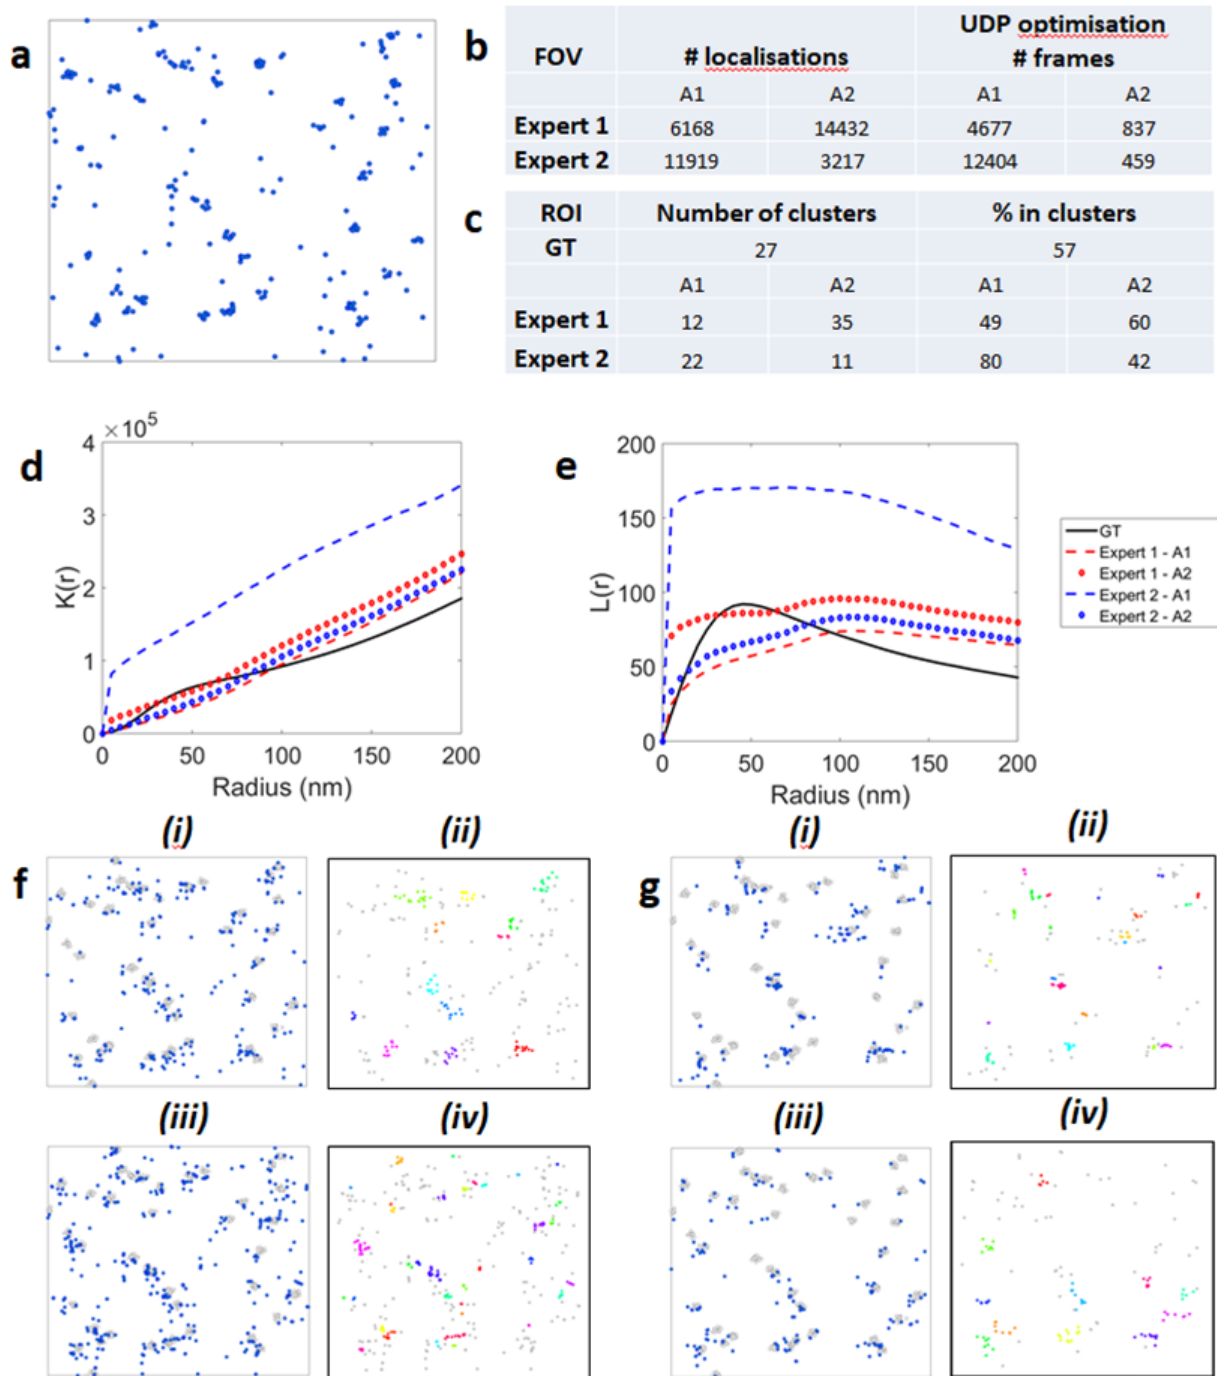 a
b
UDP optimisation
FOV # localisations # frames
A1 A2 A1 A2
Expert 1 6168 14432 4677 837
Expert 2 11919 3217 12404 459
c
ROI Number of clusters % in clusters
GT 27 57
A1 A2 A1 A2
Expert 1 12 35 49 60
Expert 2 22 11 80 42
d
×10⁵
4
3
2
1
0
K(r)
0 50 100 150 200
Radius (nm)
e
200
150
100
50
0
L(r)
0 50 100 150 200
Radius (nm)
GT
Expert 1 - A1
Expert 1 - A2
Expert 2 - A1
Expert 2 - A2
f
(i) (ii)
(iii) (iv)
g
(i) (ii)
(iii) (iv)